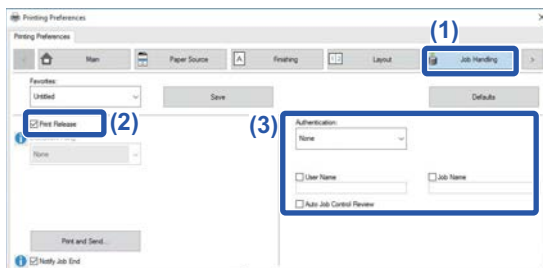 Printing Preferences
Printing Preferences
(1)
Main
Paper Source
Finishing
Layout
Job Handling
Favorites:
Untitled
Save
Defaults
Print Release
(2)
(3)
Authentication:
None
None
User Name
Job Name
Auto Job Control Review
Print and Send...
Notify Job End